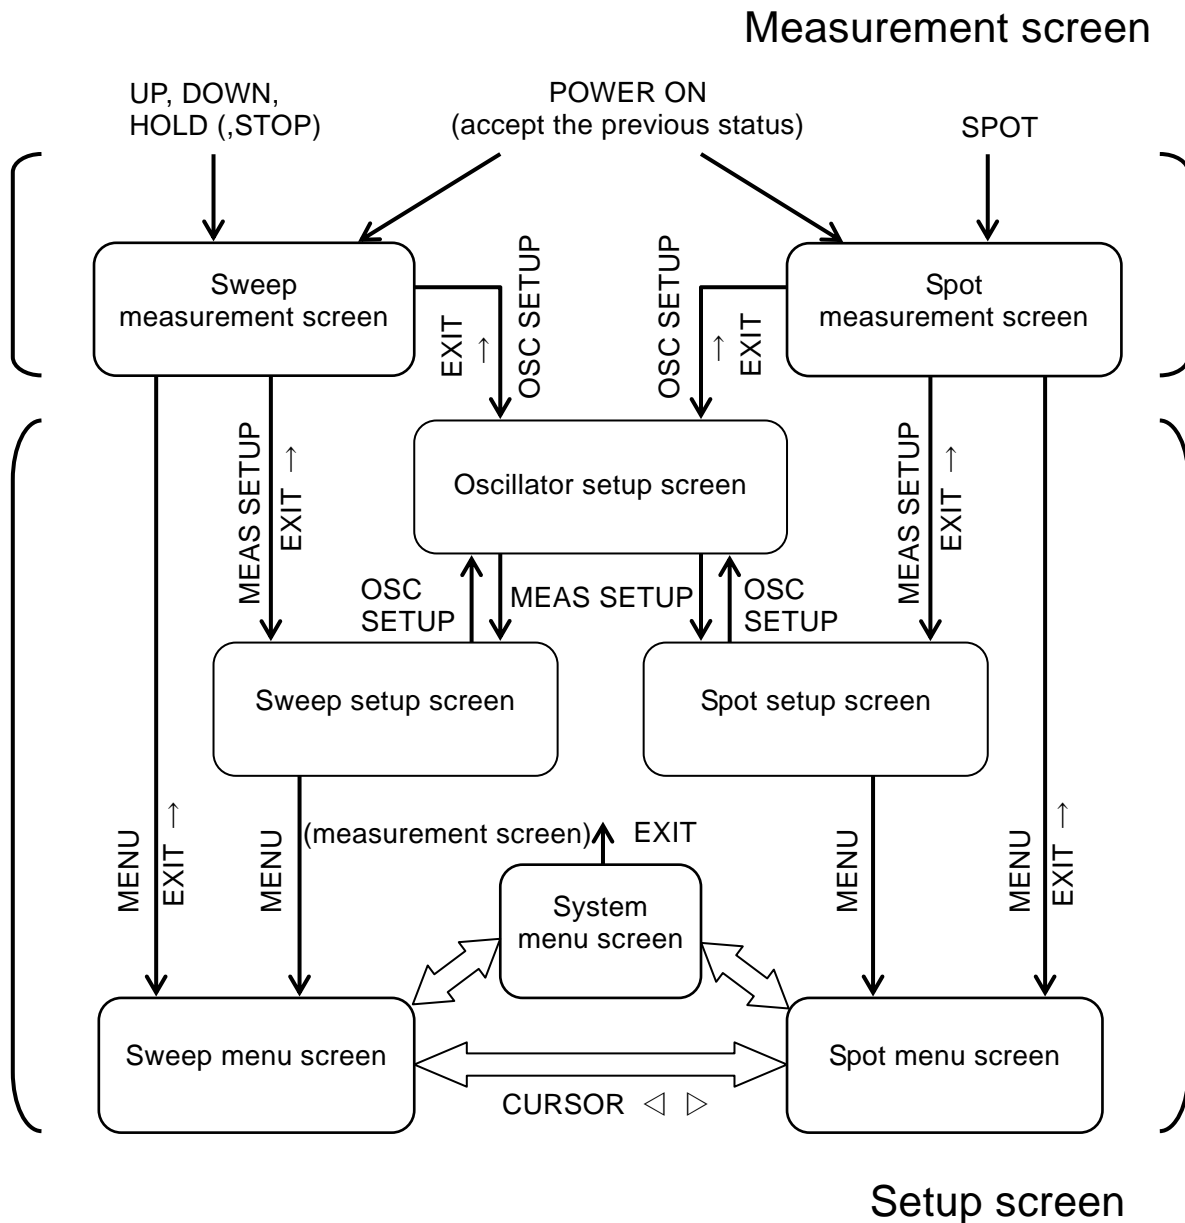 Measurement screen
UP, DOWN,
HOLD (,STOP)
POWER ON
(accept the previous status)
SPOT
Sweep
measurement screen
EXIT →
OSC SETUP
OSC SETUP
EXIT →
Spot
measurement screen
MEAS SETUP
EXIT →
Oscillator setup screen
MEAS SETUP
EXIT →
OSC
SETUP
MEAS SETUP
OSC
SETUP
Sweep setup screen
Spot setup screen
MENU
EXIT →
MENU
(measurement screen)
EXIT
MENU
MENU
EXIT →
System
menu screen
Sweep menu screen
Spot menu screen
CURSOR ◁ ▷
Setup screen